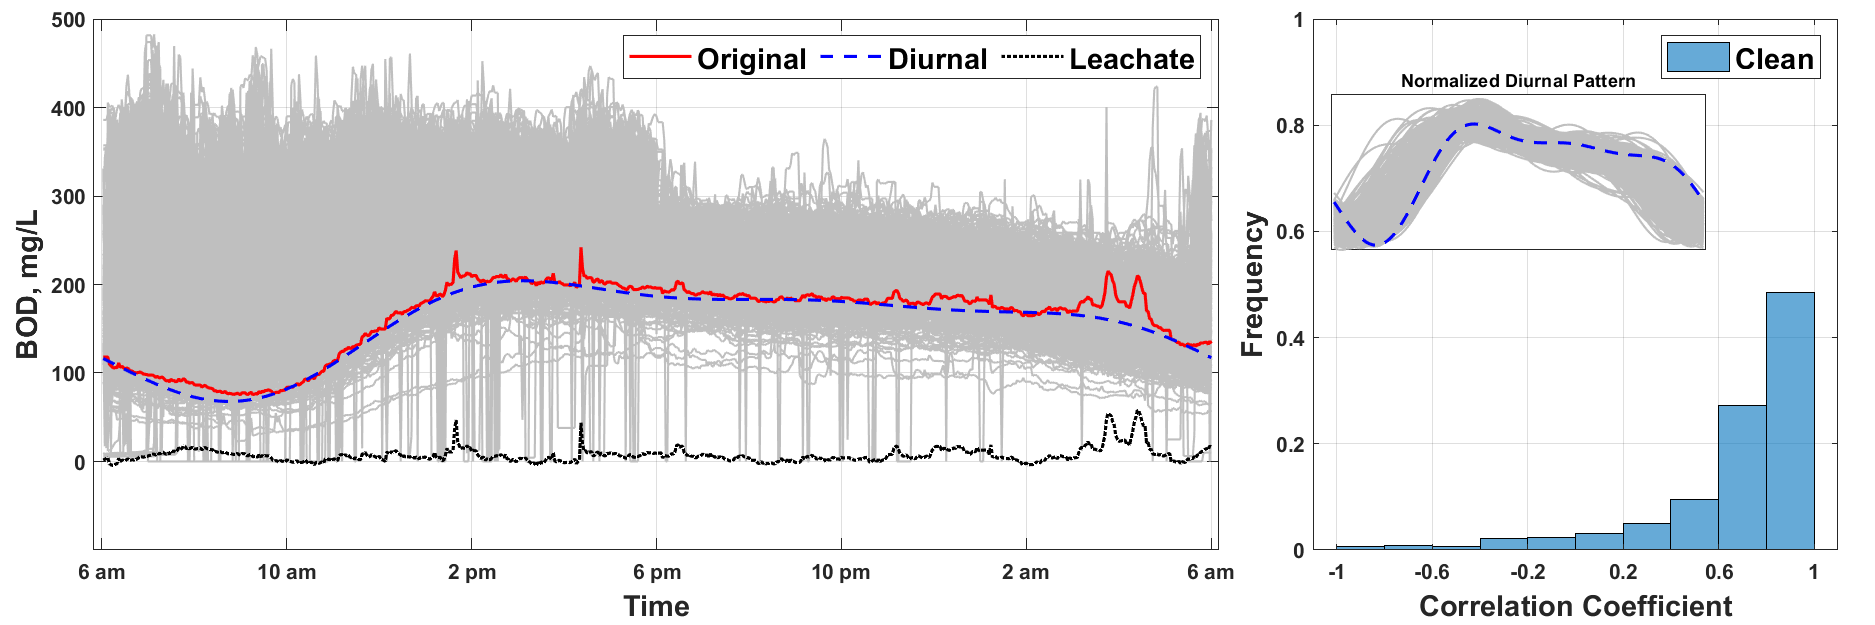 500
400
300
200
100
0
BOD, mg/L
Original Diurnal Leachate
6 am 10 am 2 pm 6 pm 10 pm 2 am 6 am
Time
1
0.8
0.6
0.4
0.2
0
Frequency
Clean
Normalized Diurnal Pattern
-1 -0.6 -0.2 0.2 0.6 1
Correlation Coefficient